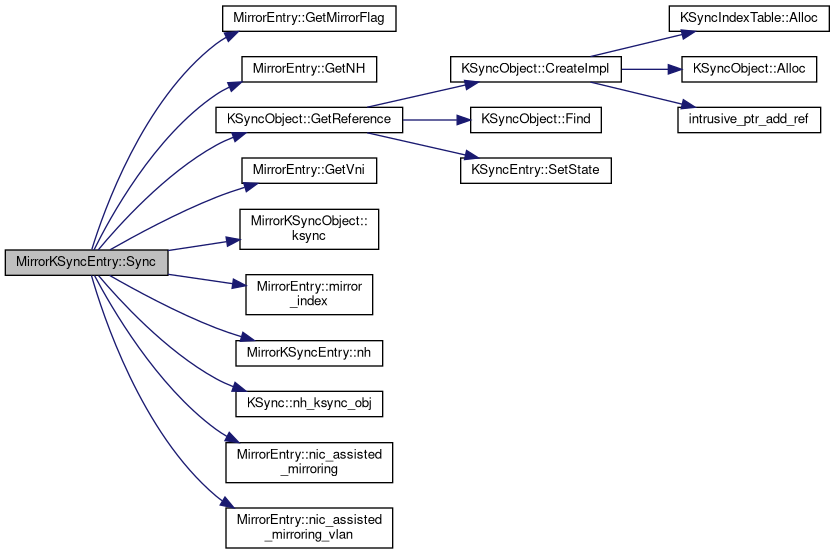 MirrorEntry::GetMirrorFlag
KSyncIndexTable::Alloc
MirrorEntry::GetNH
KSyncObject::CreateImpl
KSyncObject::Alloc
KSyncObject::GetReference
KSyncObject::Find
intrusive_ptr_add_ref
MirrorEntry::GetVni
KSyncEntry::SetState
MirrorKSyncObject::
ksync
MirrorKSyncEntry::Sync
MirrorEntry::mirror
_index
MirrorKSyncEntry::nh
KSync::nh_ksync_obj
MirrorEntry::nic_assisted
_mirroring
MirrorEntry::nic_assisted
_mirroring_vlan